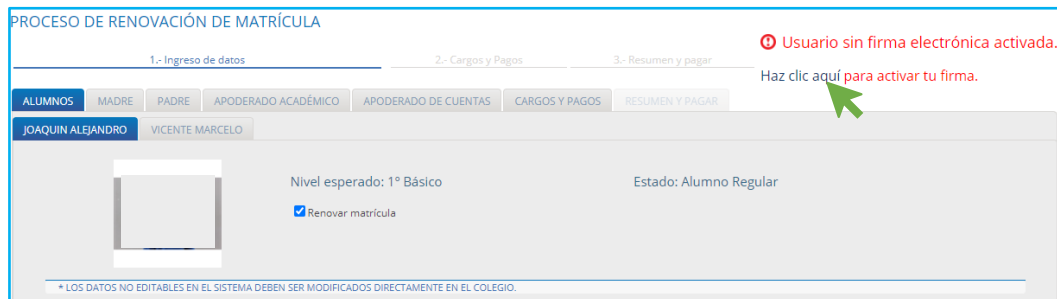 PROCESO DE RENOVACIÓN DE MATRÍCULA
Usuario sin firma electrónica activada.
1.- Ingreso de datos 2.- Cargos y Pagos 3.- Resumen y pagar
Haz clic aquí para activar tu firma.
ALUMNOS MADRE PADRE APODERADO ACADÉMICO APODERADO DE CUENTAS CARGOS Y PAGOS RESUMEN Y PAGAR
JOAQUIN ALEJANDRO VICENTE MARCELO
Nivel esperado: 1º Básico Estado: Alumno Regular
Renovar matrícula
* LOS DATOS NO EDITABLES EN EL SISTEMA DEBEN SER MODIFICADOS DIRECTAMENTE EN EL COLEGIO.